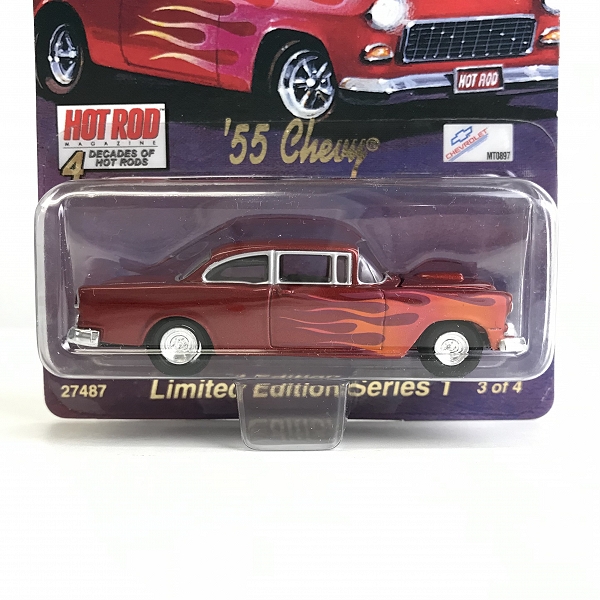 HOT ROD
HOT ROD
MAGAZINE
4 DECADES OF
HOT RODS
'55 Chevy®
CHEVROLET
MT0897
27487
Limited Edition Series 1
3 of 4